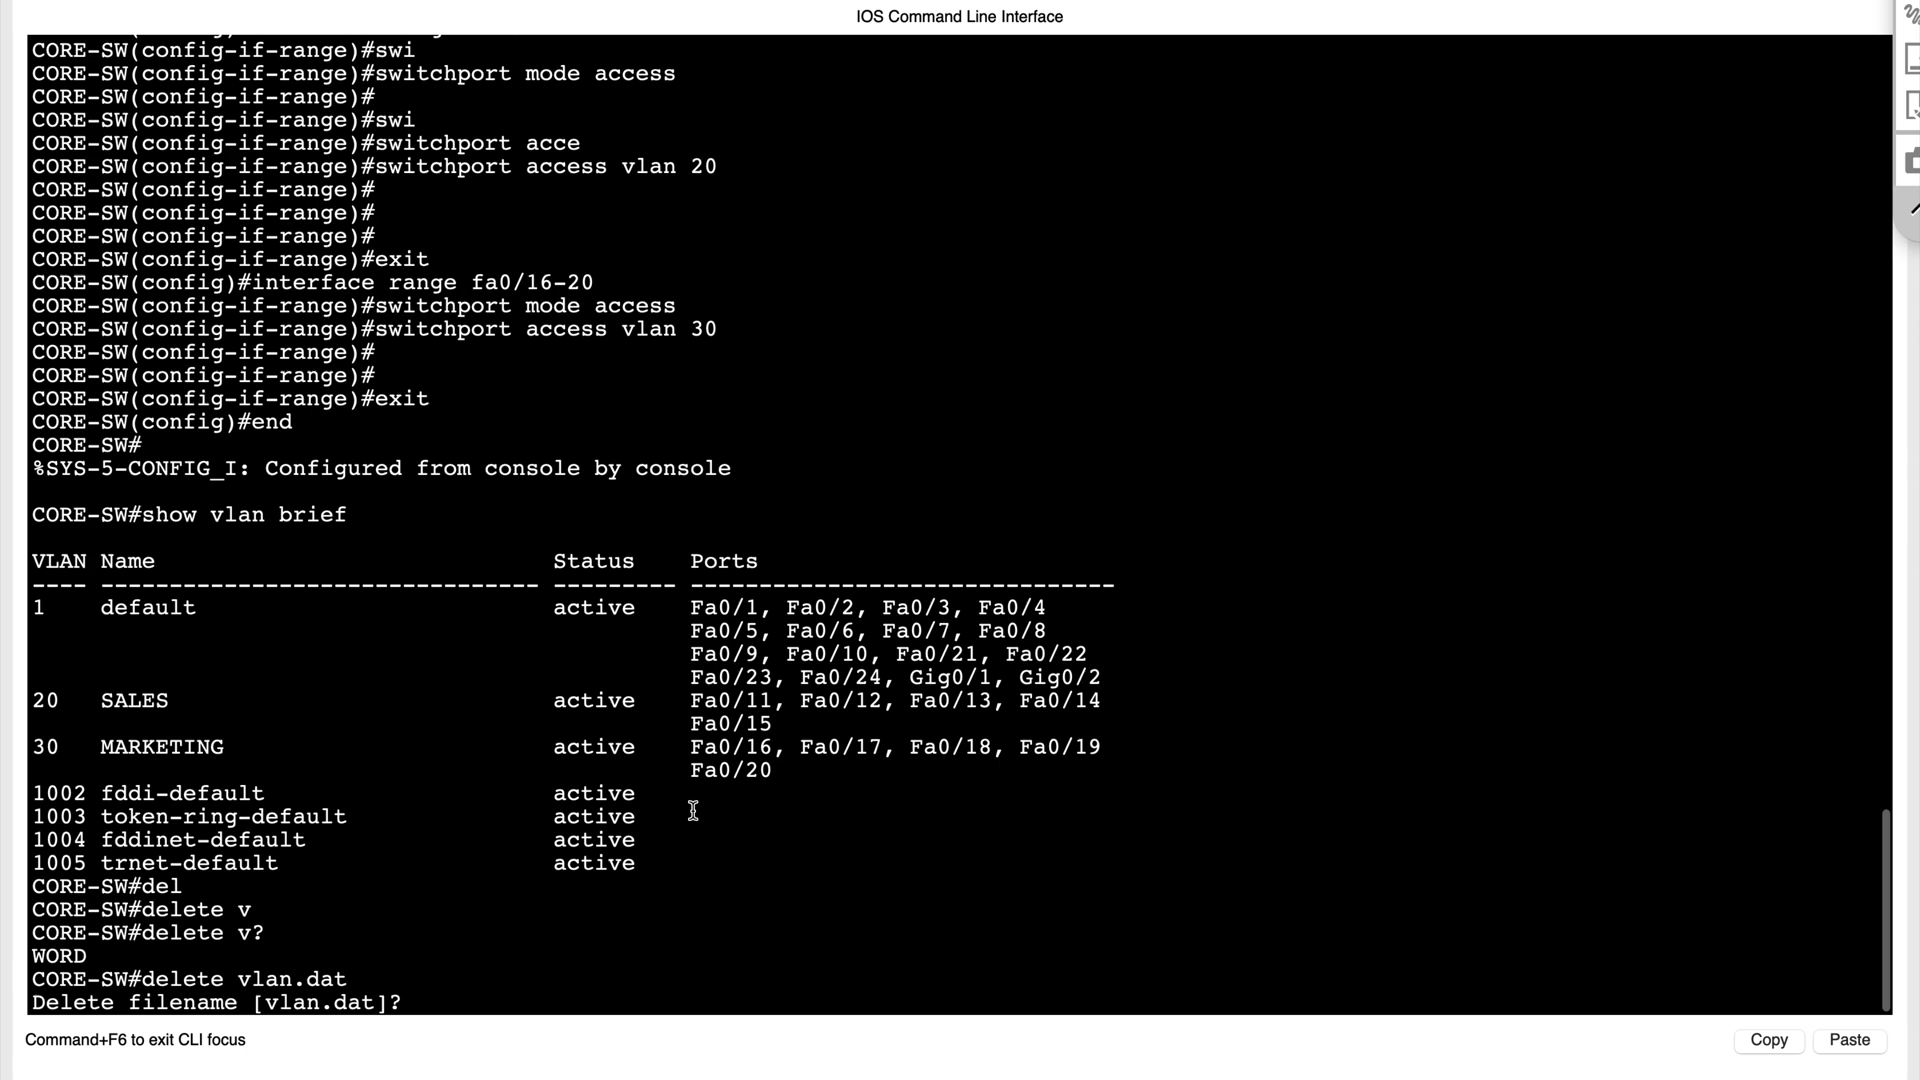 IOS Command Line Interface
CORE-SW(config-if-range)#swi
CORE-SW(config-if-range)#switchport mode access
CORE-SW(config-if-range)#
CORE-SW(config-if-range)#swi
CORE-SW(config-if-range)#switchport acce
CORE-SW(config-if-range)#switchport access vlan 20
CORE-SW(config-if-range)#
CORE-SW(config-if-range)#
CORE-SW(config-if-range)#
CORE-SW(config-if-range)#exit
CORE-SW(config)#interface range fa0/16-20
CORE-SW(config-if-range)#switchport mode access
CORE-SW(config-if-range)#switchport access vlan 30
CORE-SW(config-if-range)#
CORE-SW(config-if-range)#
CORE-SW(config-if-range)#exit
CORE-SW(config)#end
CORE-SW#
%SYS-5-CONFIG_I: Configured from console by console
CORE-SW#show vlan brief
VLAN Name                             Status    Ports
---- -------------------------------- --------- -------------------------------
1    default                          active    Fa0/1, Fa0/2, Fa0/3, Fa0/4
                                                Fa0/5, Fa0/6, Fa0/7, Fa0/8
                                                Fa0/9, Fa0/10, Fa0/21, Fa0/22
                                                Fa0/23, Fa0/24, Gig0/1, Gig0/2
20   SALES                            active    Fa0/11, Fa0/12, Fa0/13, Fa0/14
                                                Fa0/15
30   MARKETING                        active    Fa0/16, Fa0/17, Fa0/18, Fa0/19
                                                Fa0/20
1002 fddi-default                     active
1003 token-ring-default               active
1004 fddinet-default                  active
1005 trnet-default                    active
CORE-SW#del
CORE-SW#delete v
CORE-SW#delete v?
WORD
CORE-SW#delete vlan.dat
Delete filename [vlan.dat]?
Command+F6 to exit CLI focus
Copy
Paste